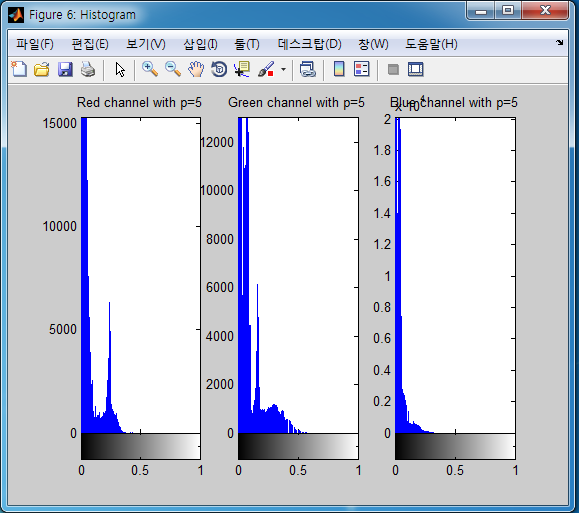 Figure 6: Histogram
파일(F) 편집(E) 보기(V) 삽입(I) 툴(T) 데스크탑(D) 창(W) 도움말(H)
Red channel with p=5
15000
10000
5000
0
0 0.5 1
Green channel with p=5
12000
10000
8000
6000
4000
2000
0
0 0.5 1
Blue channel with p=5
x 10^4
2
1.8
1.6
1.4
1.2
1
0.8
0.6
0.4
0.2
0
0 0.5 1